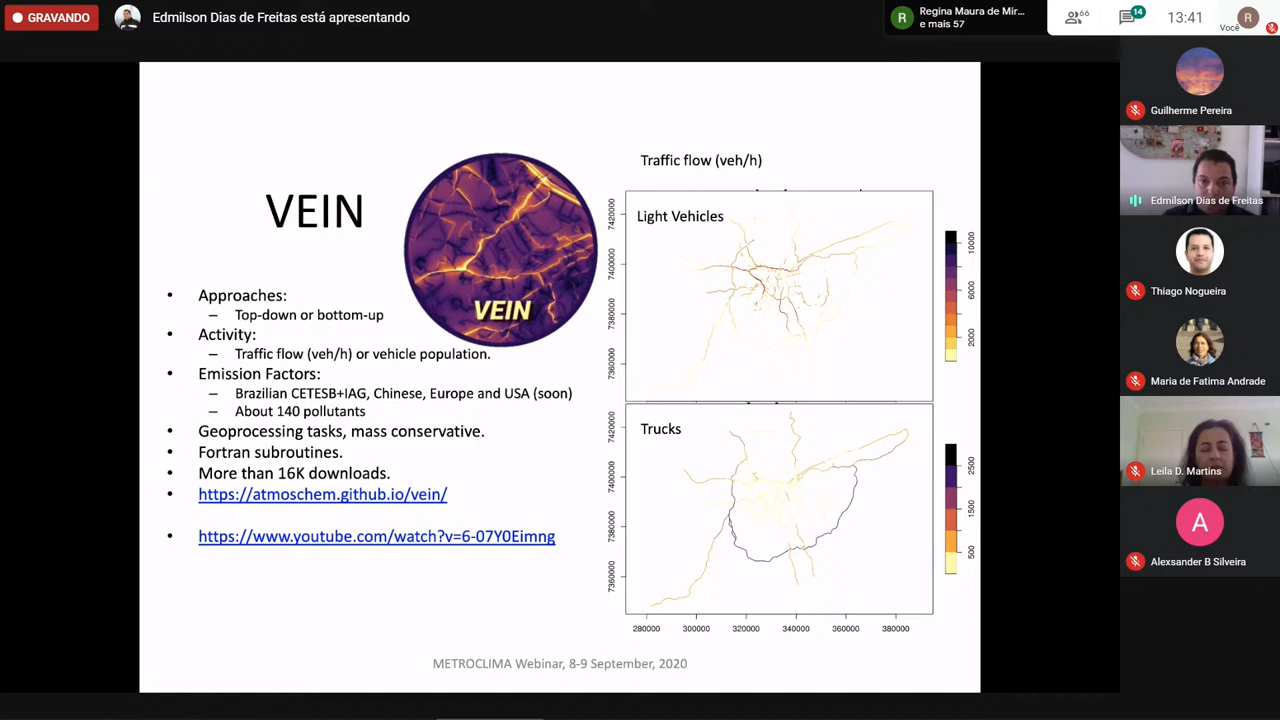 GRAVANDO
Edmilson Dias de Freitas está apresentando
R
Regina Maura de Mir...
e mais 57
66
14
13:41
Você
R
VEIN
VEIN
Approaches:
– Top-down or bottom-up
Activity:
– Traffic flow (veh/h) or vehicle population.
Emission Factors:
– Brazilian CETESB+IAG, Chinese, Europe and USA (soon)
– About 140 pollutants
Geoprocessing tasks, mass conservative.
Fortran subroutines.
More than 16K downloads.
https://atmoschem.github.io/vein/
https://www.youtube.com/watch?v=6-07Y0Eimng
Traffic flow (veh/h)
Light Vehicles
7420000
7400000
7380000
7360000
10000
6000
2000
Trucks
7420000
7400000
7380000
7360000
2500
1500
500
280000 300000 320000 340000 360000 380000
METROCLIMA Webinar, 8-9 September, 2020
Guilherme Pereira
Edmilson Dias de Freitas
Thiago Nogueira
Maria de Fatima Andrade
Leila D. Martins
A
Alexsander B Silveira